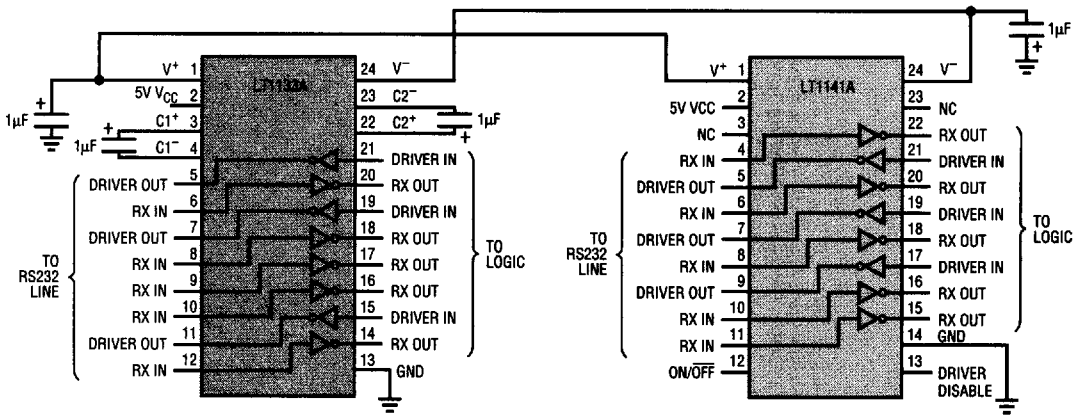 1μF
V+ 1
LT1133A
24 V−
5V VCC 2
23 C2−
1μF
C1+ 3
22 C2+
1μF
1μF
C1− 4
21 DRIVER IN
DRIVER OUT 5
20 RX OUT
RX IN 6
19 DRIVER IN
DRIVER OUT 7
18 RX OUT
RX IN 8
17 RX OUT
RX IN 9
16 RX OUT
RX IN 10
15 DRIVER IN
DRIVER OUT 11
14 RX OUT
RX IN 12
13 GND
TO
RS232
LINE
TO
LOGIC
V+ 1
LT1141A
24 V−
5V VCC 2
23 NC
NC 3
22 RX OUT
RX IN 4
21 DRIVER IN
DRIVER OUT 5
20 RX OUT
RX IN 6
19 DRIVER IN
DRIVER OUT 7
18 RX OUT
RX IN 8
17 DRIVER IN
DRIVER OUT 9
16 RX OUT
RX IN 10
15 RX OUT
RX IN 11
14 GND
ON/OFF 12
13 DRIVER
DISABLE
TO
RS232
LINE
TO
LOGIC